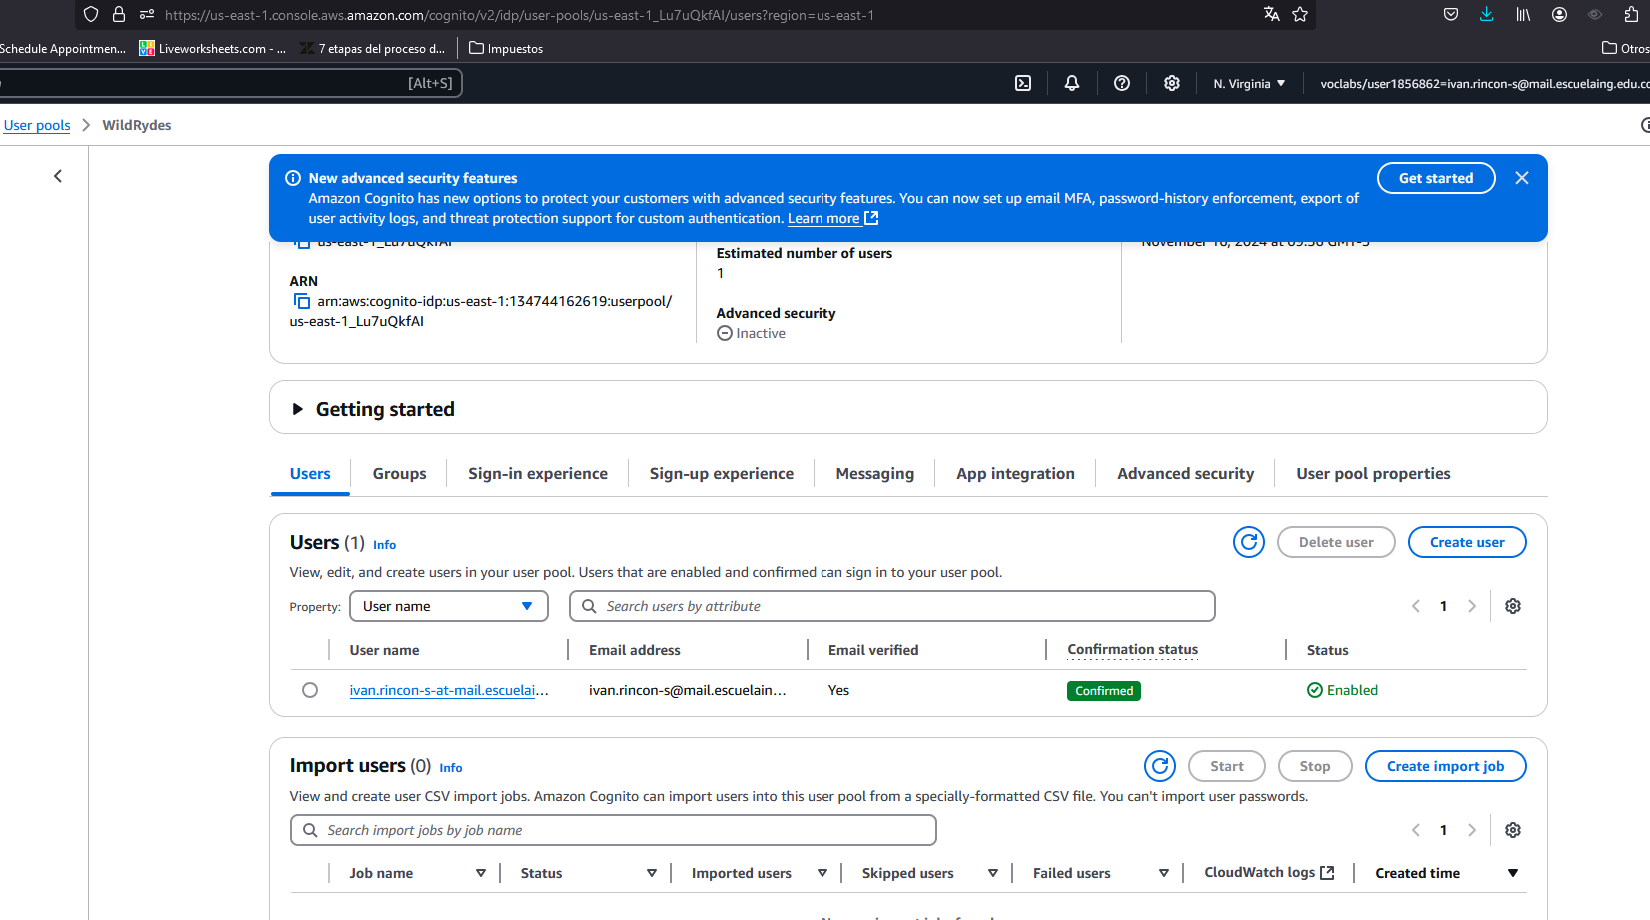 https://us-east-1.console.aws.amazon.com/cognito/v2/idp/user-pools/us-east-1_Lu7uQkfAI/users?region=us-east-1
Schedule Appointmen... Liveworksheets.com - ... 7 etapas del proceso d... Impuestos Otros
[Alt+S] N. Virginia voclabs/user1856862=ivan.rincon-s@mail.escuelaing.edu.co
User pools WildRydes
New advanced security features
Amazon Cognito has new options to protect your customers with advanced security features. You can now set up email MFA, password-history enforcement, export of
user activity logs, and threat protection support for custom authentication. Learn more
Get started
us-east-1_Lu7uQkfAI
ARN
arn:aws:cognito-idp:us-east-1:134744162619:userpool/
us-east-1_Lu7uQkfAI
Estimated number of users
1
Advanced security
Inactive
Getting started
Users Groups Sign-in experience Sign-up experience Messaging App integration Advanced security User pool properties
Users (1) Info
Delete user Create user
View, edit, and create users in your user pool. Users that are enabled and confirmed can sign in to your user pool.
Property: User name Search users by attribute 1
User name Email address Email verified Confirmation status Status
ivan.rincon-s-at-mail.escuelai... ivan.rincon-s@mail.escuelain... Yes Confirmed Enabled
Import users (0) Info
Start Stop Create import job
View and create user CSV import jobs. Amazon Cognito can import users into this user pool from a specially-formatted CSV file. You can't import user passwords.
Search import jobs by job name 1
Job name Status Imported users Skipped users Failed users CloudWatch logs Created time